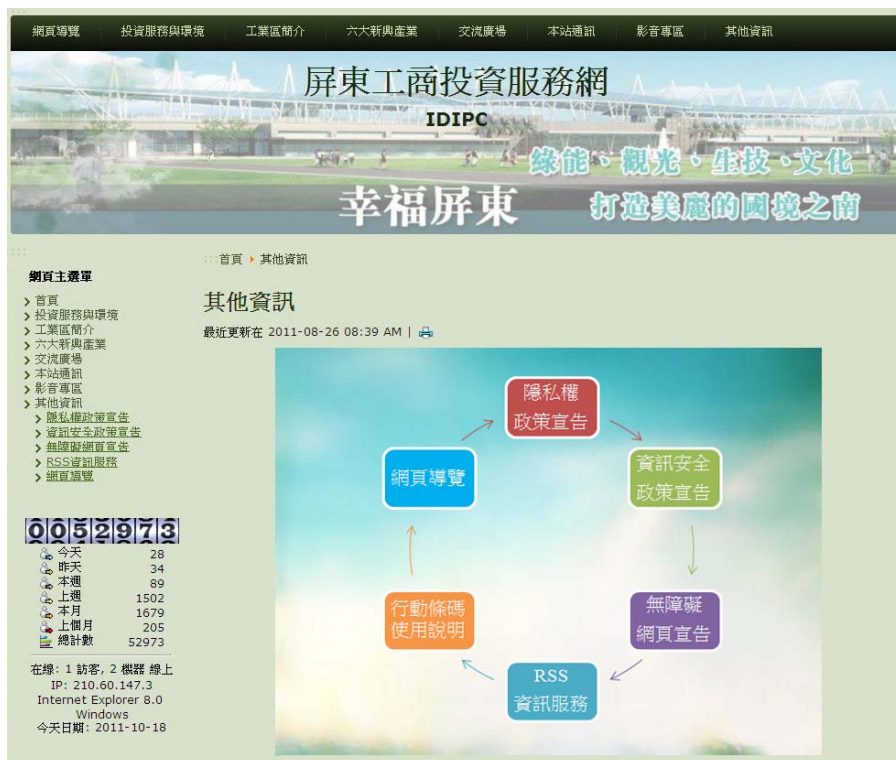 網頁導覽 投資服務與環境 工業區簡介 六大新興產業 交流廣場 本站通訊 影音專區 其他資訊
屏東工商投資服務網
IDIPC
綠能、觀光、生技、文化
幸福屏東 打造美麗的國境之南
:::
:::首頁 其他資訊
網頁主選單
首頁
投資服務與環境
工業區簡介
六大新興產業
交流廣場
本站通訊
影音專區
其他資訊
隱私權政策宣告
資訊安全政策宣告
無障礙網頁宣告
RSS資訊服務
網頁導覽
0052973
今天 28
昨天 34
本週 89
上週 1502
本月 1679
上個月 205
總計數 52973
在線: 1 訪客, 2 機器 線上
IP: 210.60.147.3
Internet Explorer 8.0
Windows
今天日期: 2011-10-18
其他資訊
最近更新在 2011-08-26 08:39 AM |
隱私權
政策宣告
資訊安全
政策宣告
無障礙
網頁宣告
RSS
資訊服務
行動條碼
使用說明
網頁導覽